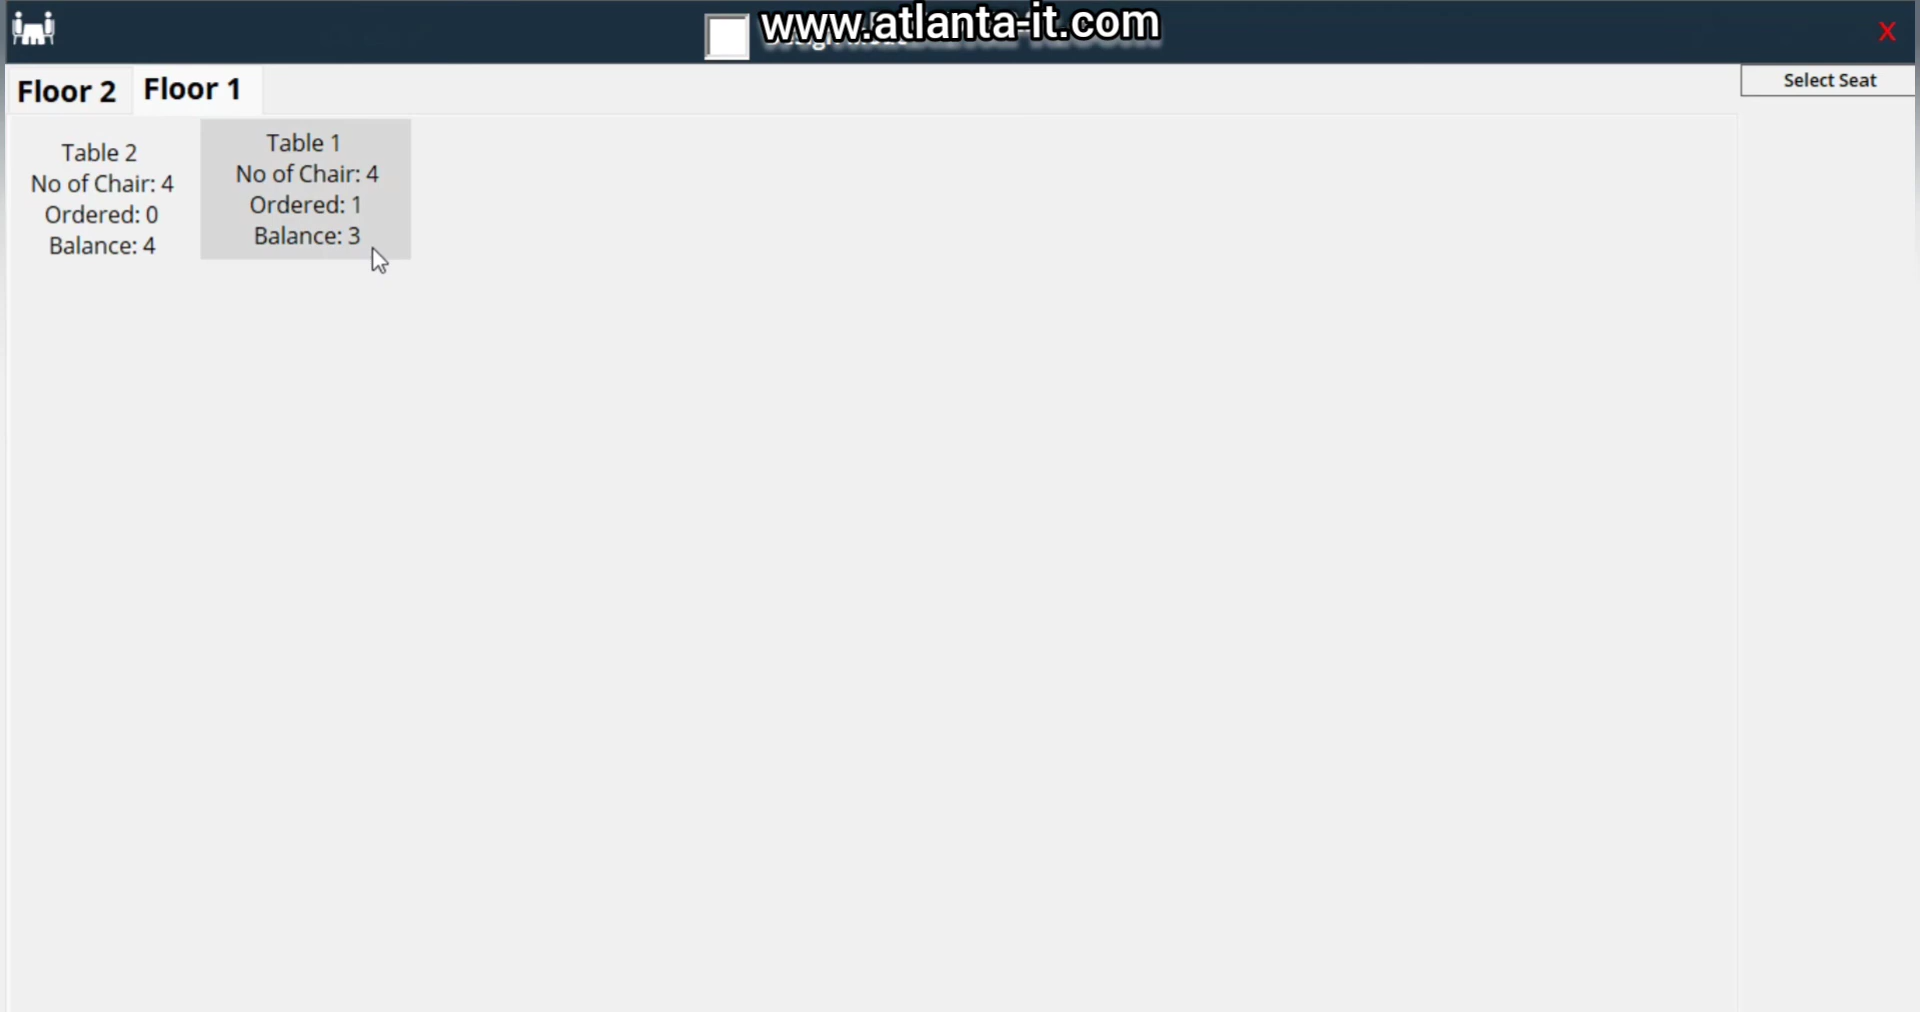 www.atlanta-it.com
X
Floor 2
Floor 1
Select Seat
Table 2
No of Chair: 4
Ordered: 0
Balance: 4
Table 1
No of Chair: 4
Ordered: 1
Balance: 3